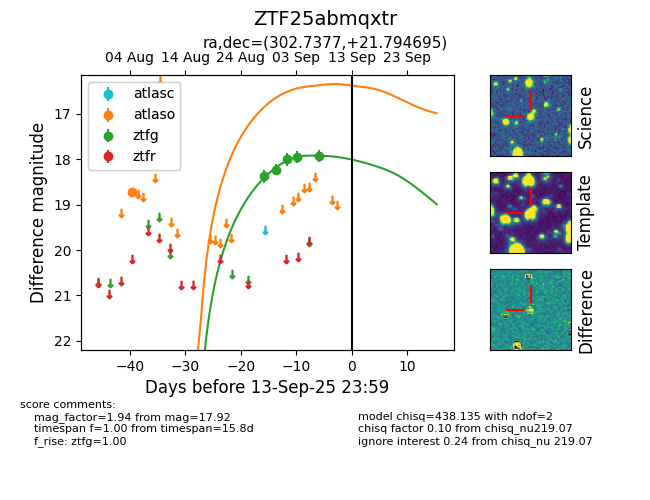 ZTF25abmqxtr
ra,dec=(302.7377,+21.794695)
04 Aug 14 Aug 24 Aug 03 Sep 13 Sep 23 Sep
atlasc
atlaso
ztfg
ztfr
17
18
19
20
21
22
Difference magnitude
−40 −30 −20 −10 0 10
Days before 13-Sep-25 23:59
Science
Template
Difference
score comments:
mag_factor=1.94 from mag=17.92
timespan f=1.00 from timespan=15.8d
f_rise: ztfg=1.00
model chisq=438.135 with ndof=2
chisq factor 0.10 from chisq_nu219.07
ignore interest 0.24 from chisq_nu 219.07